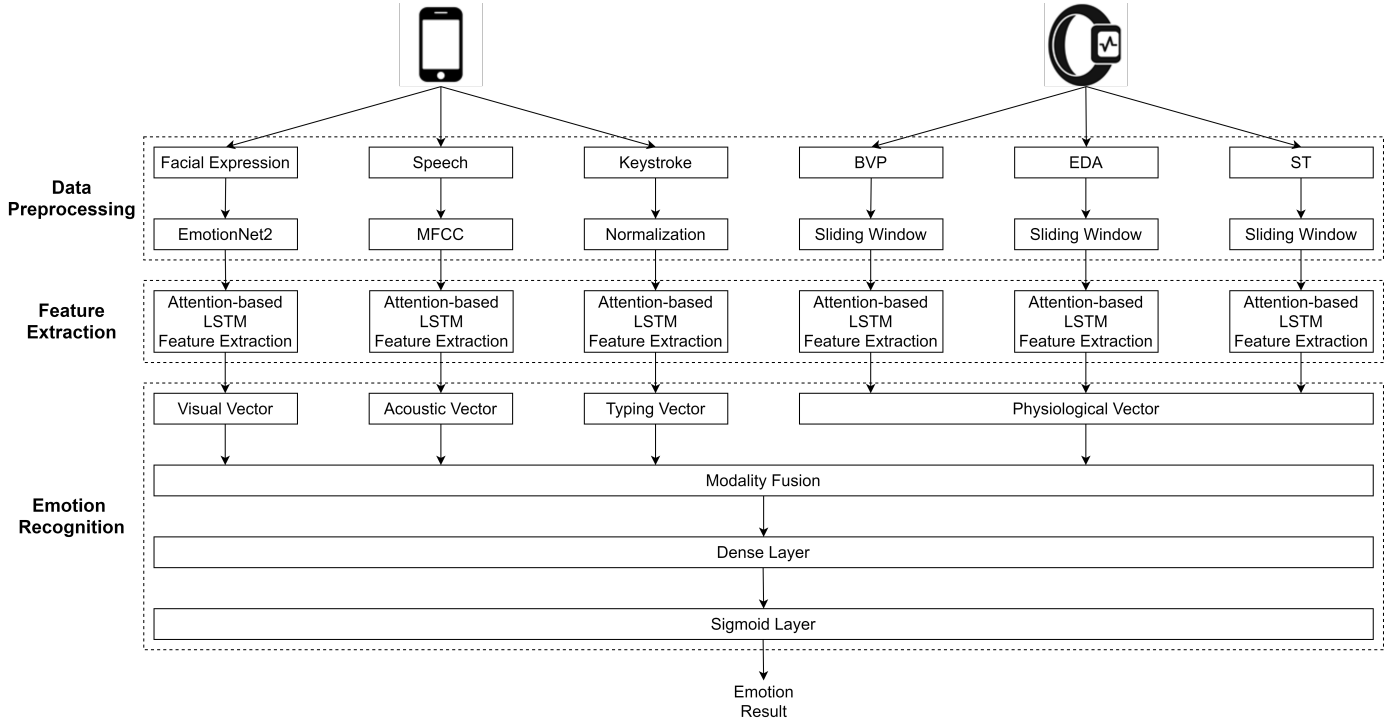 Data
Preprocessing
Facial Expression
Speech
Keystroke
BVP
EDA
ST
EmotionNet2
MFCC
Normalization
Sliding Window
Sliding Window
Sliding Window
Feature
Extraction
Attention-based
LSTM
Feature Extraction
Attention-based
LSTM
Feature Extraction
Attention-based
LSTM
Feature Extraction
Attention-based
LSTM
Feature Extraction
Attention-based
LSTM
Feature Extraction
Attention-based
LSTM
Feature Extraction
Emotion
Recognition
Visual Vector
Acoustic Vector
Typing Vector
Physiological Vector
Modality Fusion
Dense Layer
Sigmoid Layer
Emotion
Result